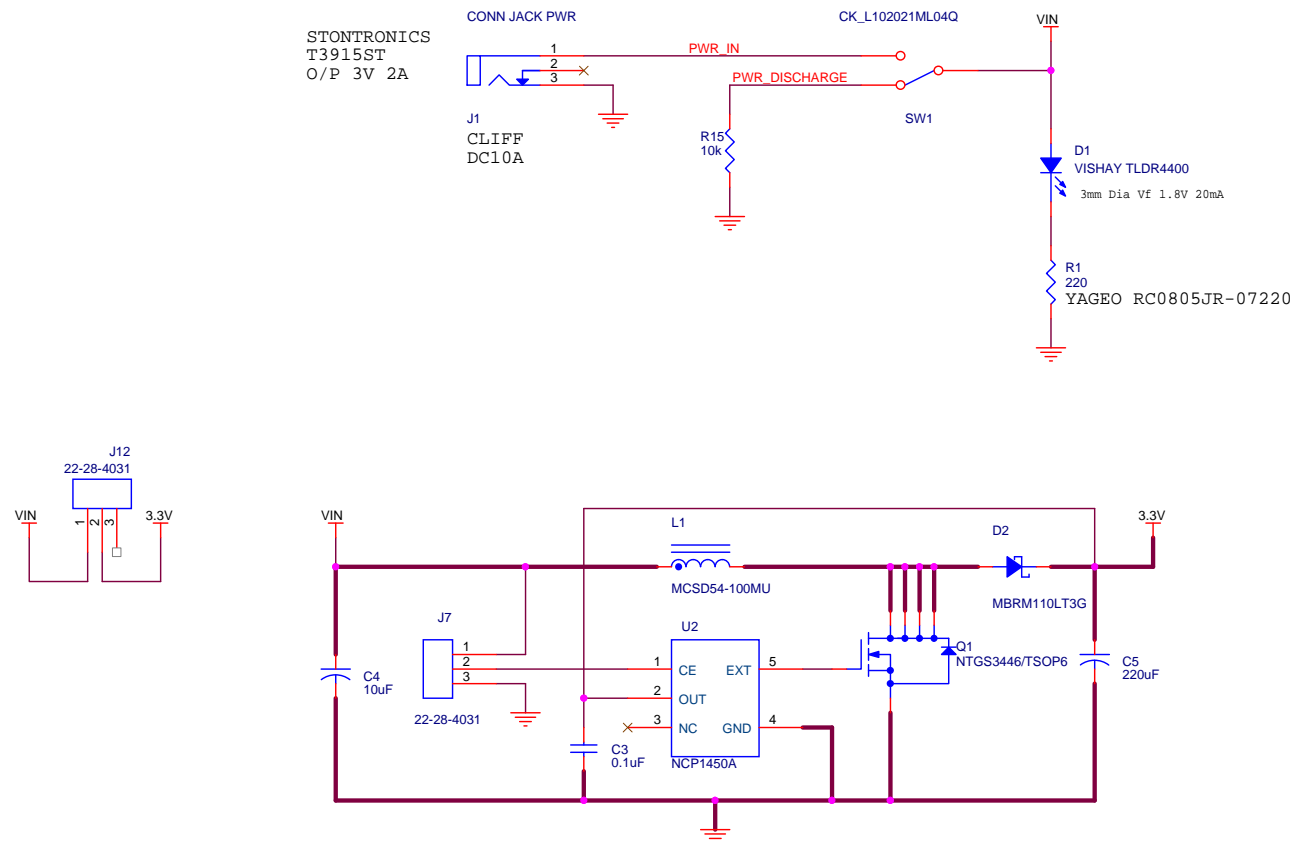 CONN JACK PWR
CK_L102021ML04Q
VIN
STONTRONICS
T3915ST
O/P 3V 2A
1
2
3
PWR_IN
PWR_DISCHARGE
J1
CLIFF
DC10A
SW1
R15
10k
D1
VISHAY TLDR4400
3mm Dia Vf 1.8V 20mA
R1
220
YAGEO RC0805JR-07220
J12
22-28-4031
VIN
1
2
3
3.3V
VIN
L1
MCSD54-100MU
D2
MBRM110LT3G
3.3V
J7
1
2
3
22-28-4031
C4
10uF
U2
1
CE
2
OUT
3
NC
EXT
5
GND
4
NCP1450A
C3
0.1uF
Q1
NTGS3446/TSOP6
C5
220uF